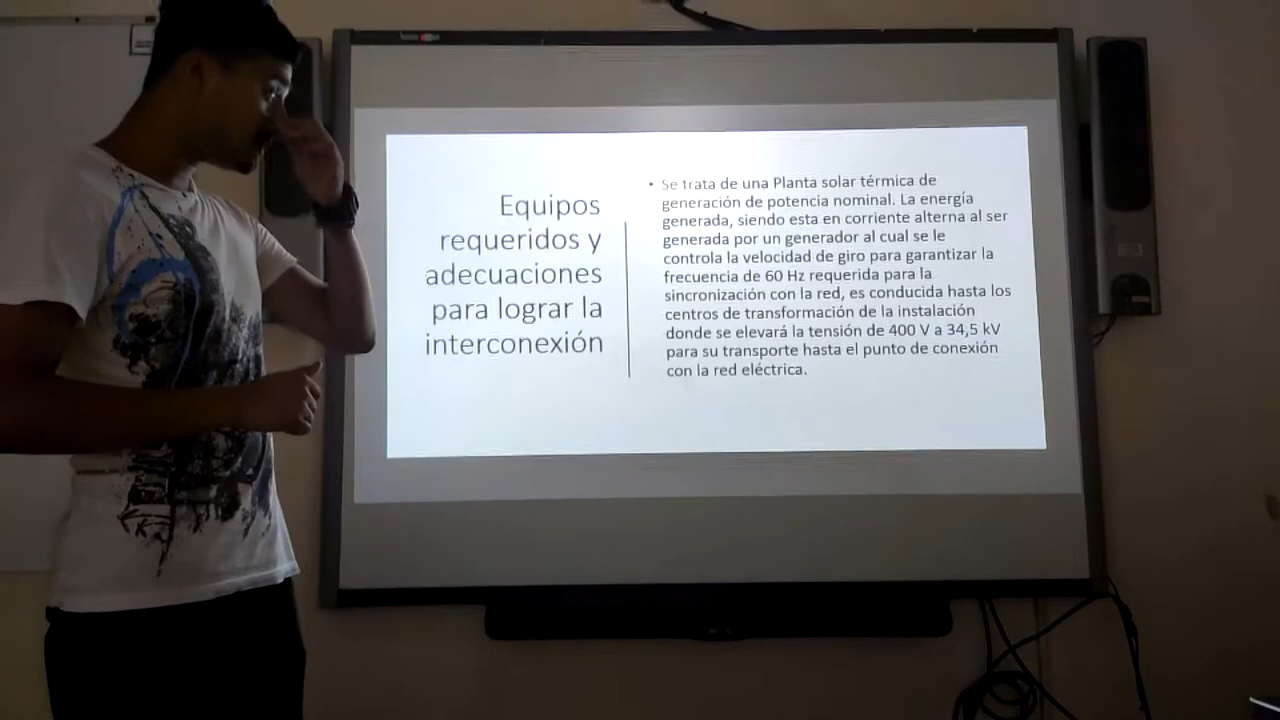 Equipos
requeridos y
adecuaciones
para lograr la
interconexión
• Se trata de una Planta solar térmica de
generación de potencia nominal. La energía
generada, siendo esta en corriente alterna al ser
generada por un generador al cual se le
controla la velocidad de giro para garantizar la
frecuencia de 60 Hz requerida para la
sincronización con la red, es conducida hasta los
centros de transformación de la instalación
donde se elevará la tensión de 400 V a 34,5 kV
para su transporte hasta el punto de conexión
con la red eléctrica.